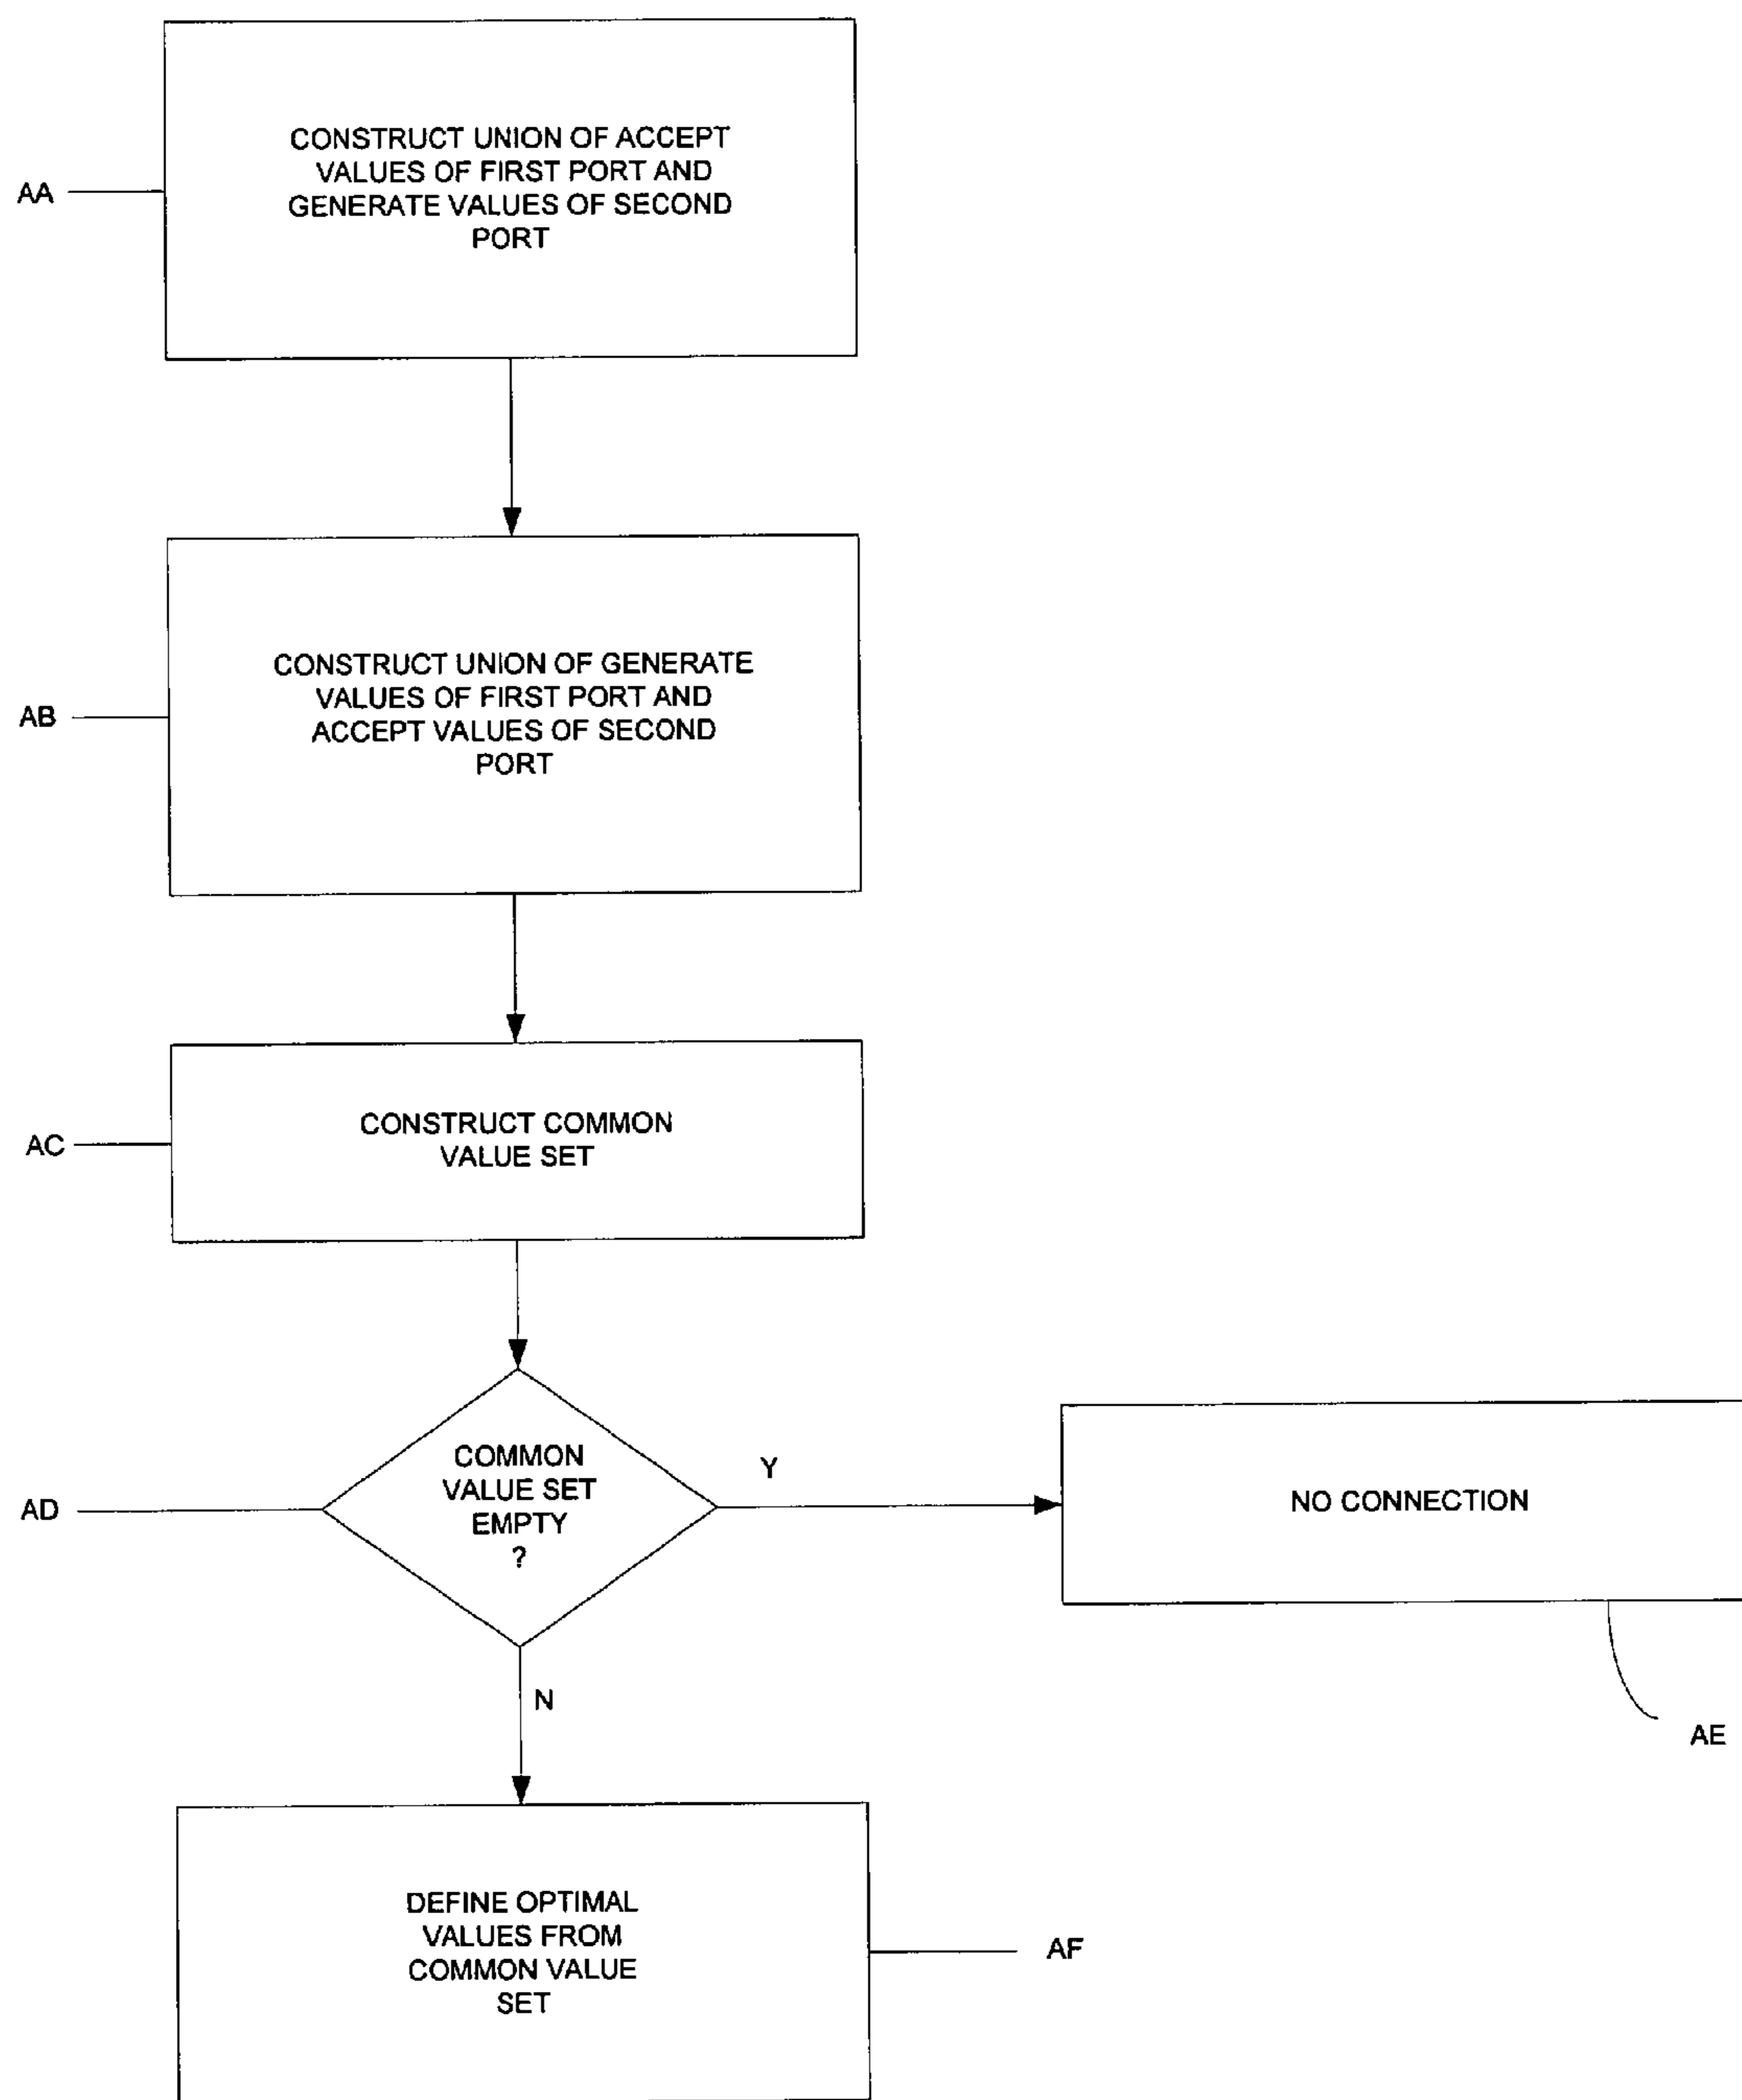 CONSTRUCT UNION OF ACCEPT
VALUES OF FIRST PORT AND
GENERATE VALUES OF SECOND
PORT
AA
CONSTRUCT UNION OF GENERATE
VALUES OF FIRST PORT AND
ACCEPT VALUES OF SECOND
PORT
AB
CONSTRUCT COMMON
VALUE SET
AC
COMMON
VALUE SET
EMPTY
?
AD
Y
NO CONNECTION
AE
N
DEFINE OPTIMAL
VALUES FROM
COMMON VALUE
SET
AF